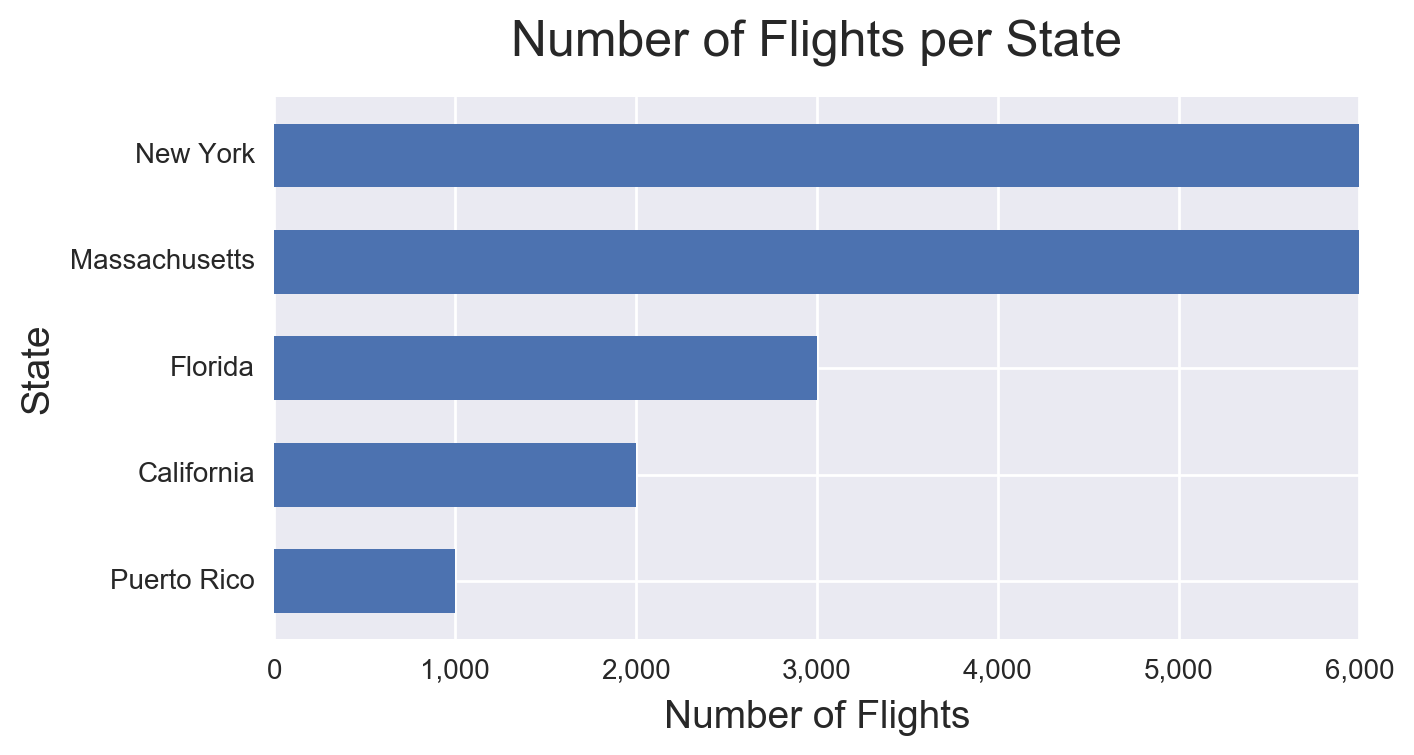 Number of Flights per State
New York
Massachusetts
Florida
California
Puerto Rico
State
0 1,000 2,000 3,000 4,000 5,000 6,000
Number of Flights